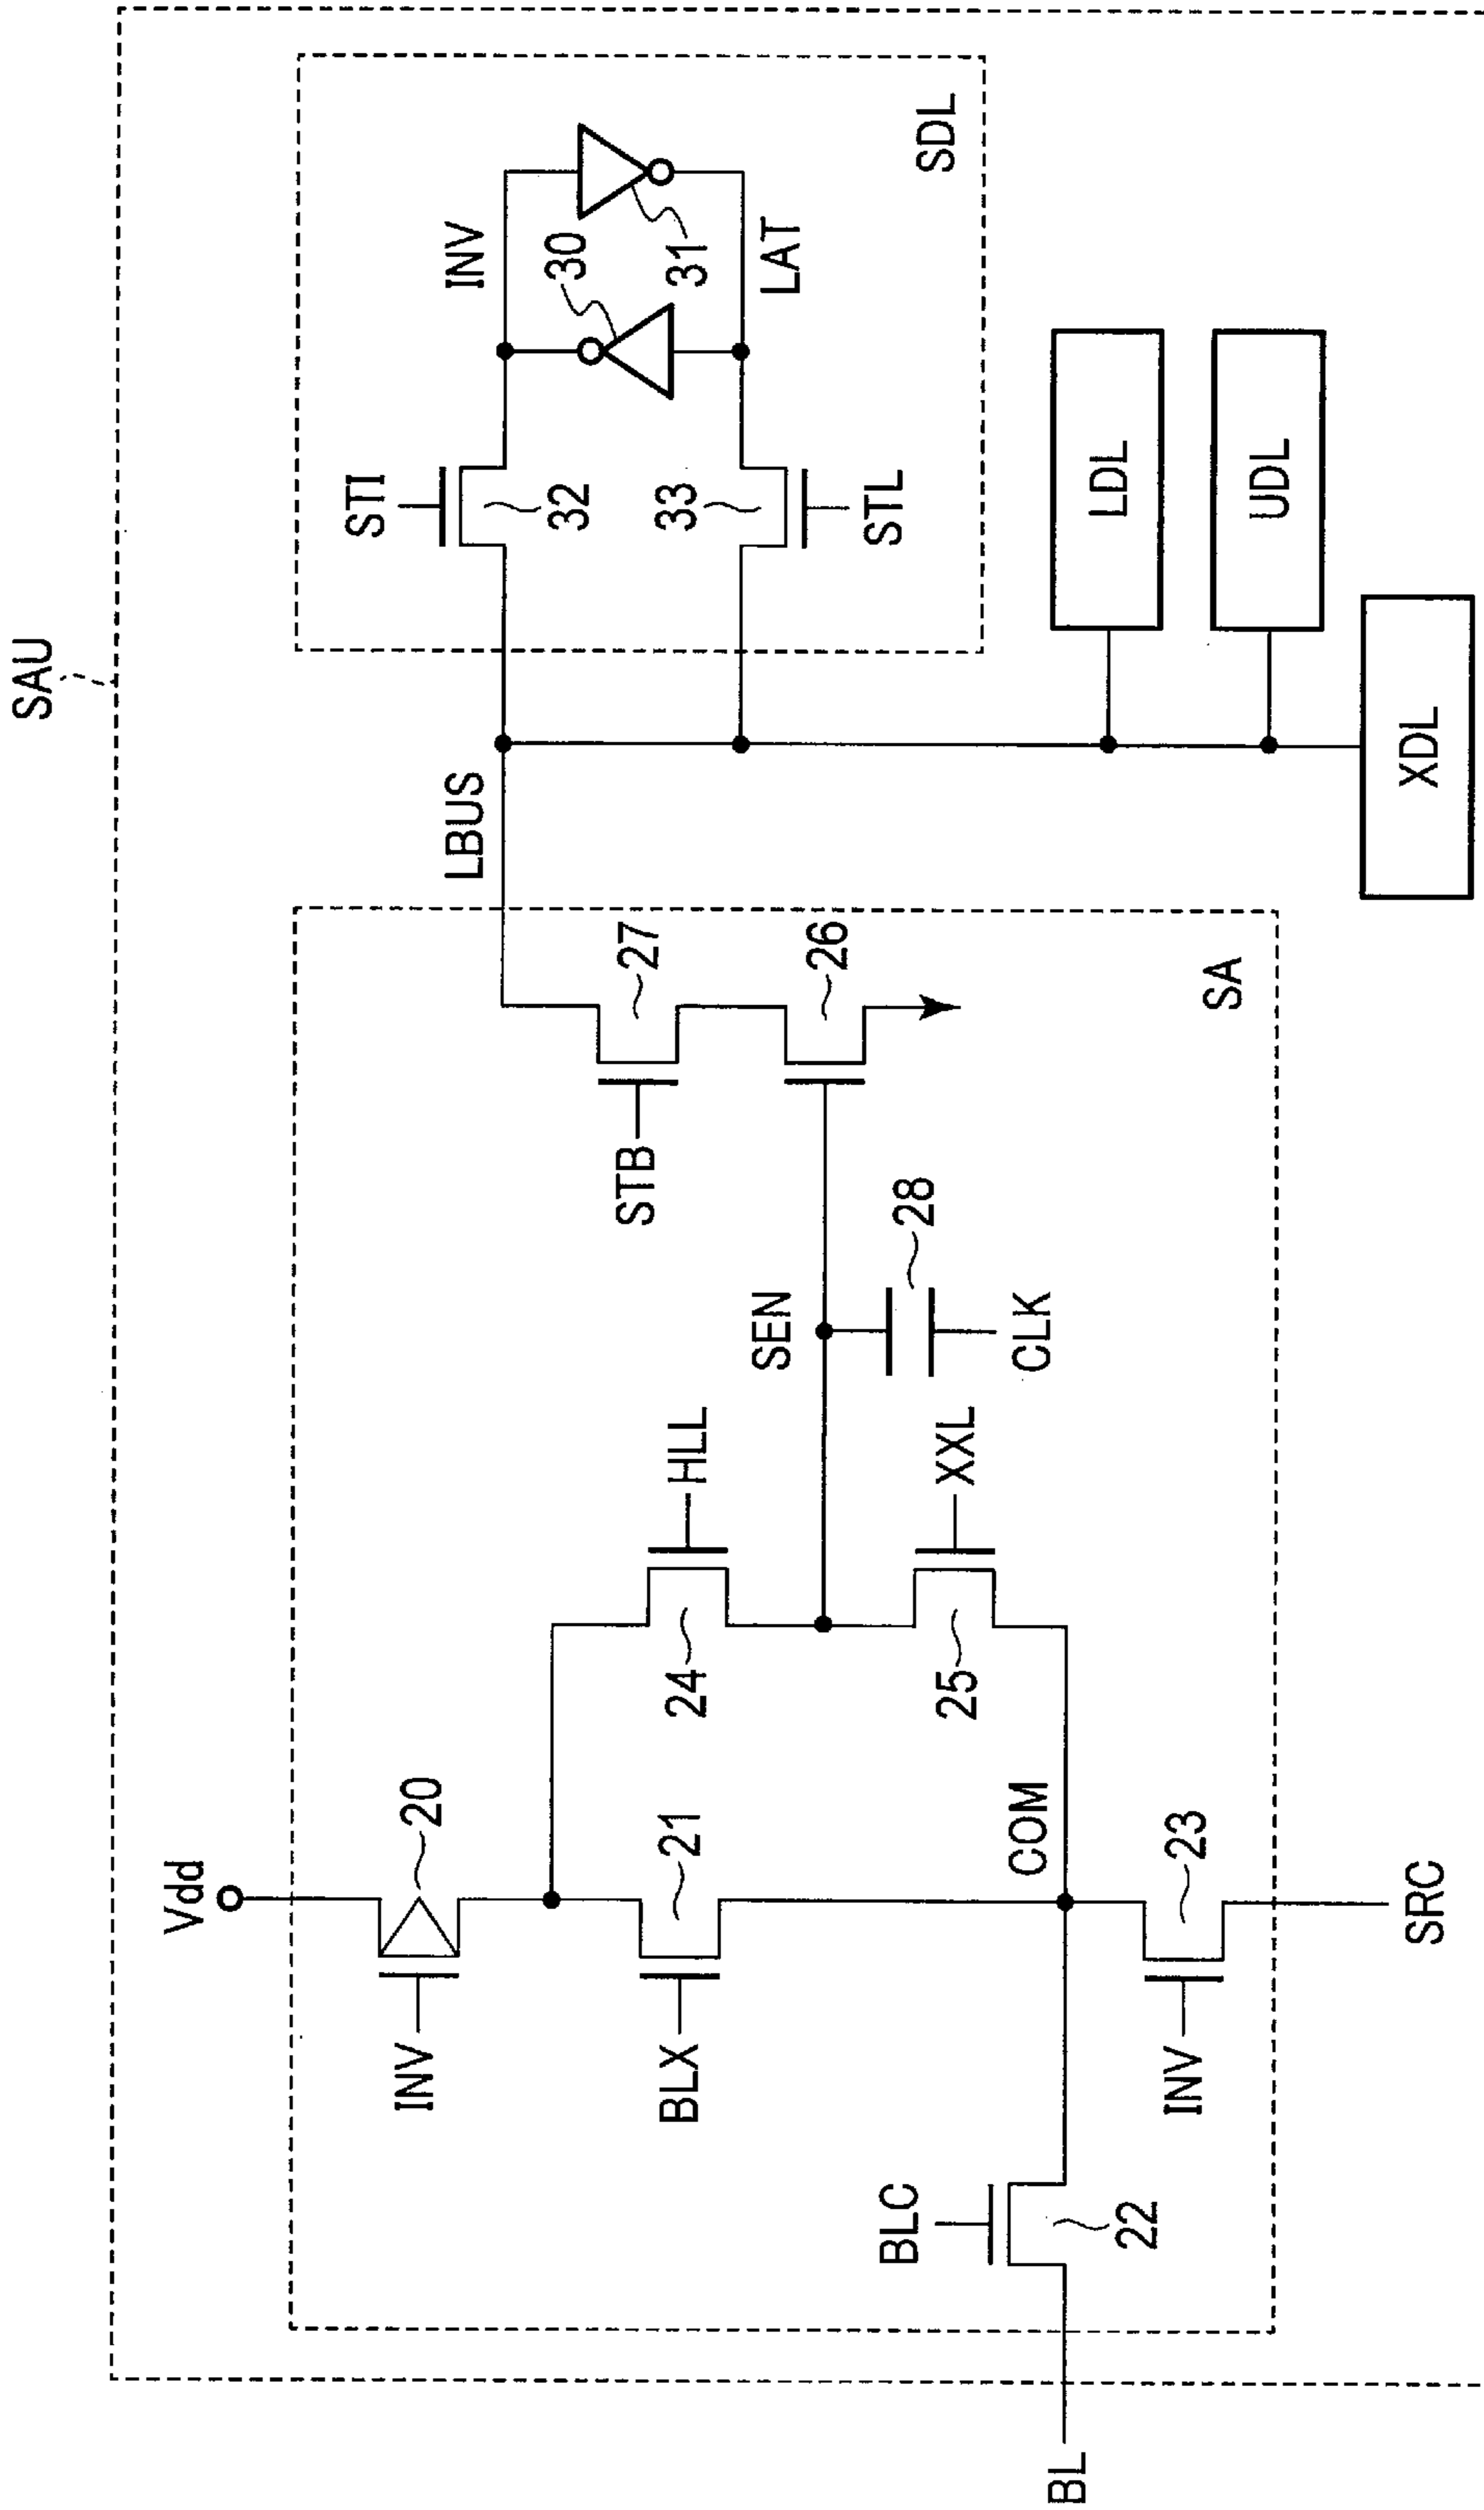 SAU
Vdd
INV
20
BLX
21
HLL
24
SEN
XXL
25
28
CLK
STB
27
26
COM
BLC
22
INV
23
SRC
BL
SA
LBUS
STI
32
INV
30
31
33
STL
LAT
SDL
LDL
UDL
XDL